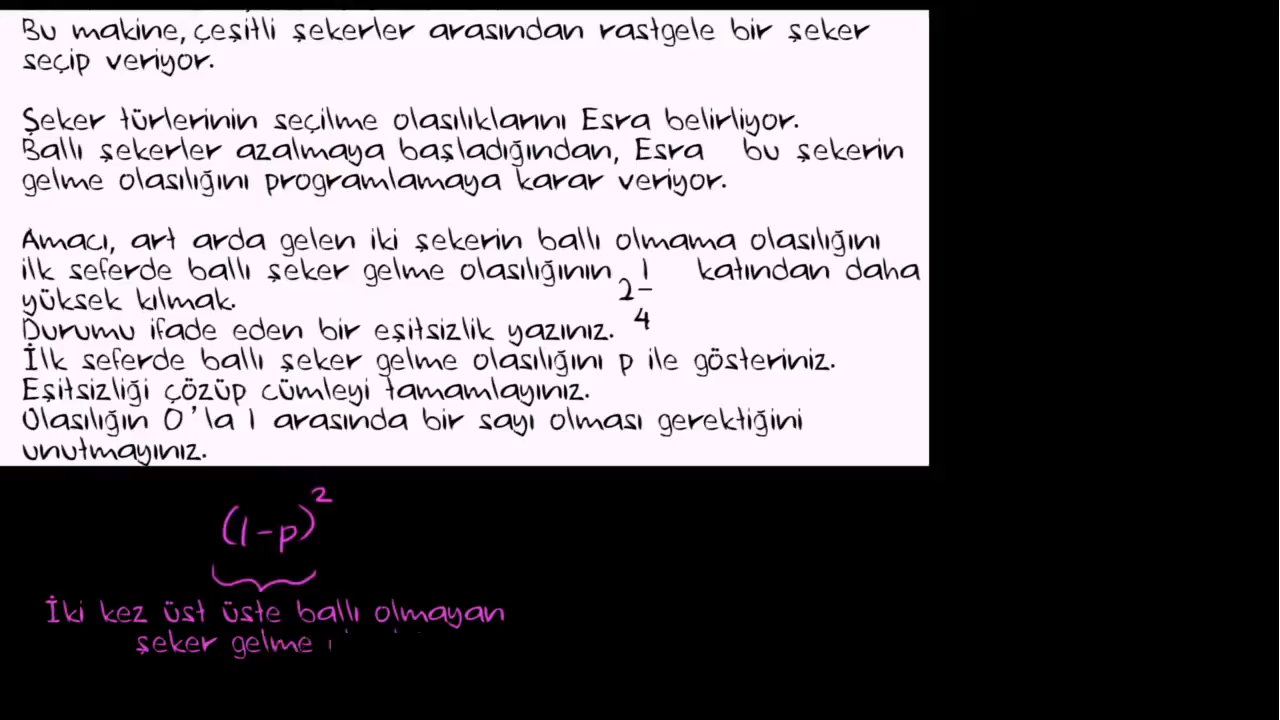 Bu makine, çeşitli şekerler arasından rastgele bir şeker
seçip veriyor.
Şeker türlerinin seçilme olasılıklarını Esra belirliyor.
Ballı şekerler azalmaya başladığından, Esra bu şekerin
gelme olasılığını programlamaya karar veriyor.
Amacı, art arda gelen iki şekerin ballı olmama olasılığını
ilk seferde ballı şeker gelme olasılığının 2 1/4 katından daha
yüksek kılmak.
Durumu ifade eden bir eşitsizlik yazınız.
İlk seferde ballı şeker gelme olasılığını p ile gösteriniz.
Eşitsizliği çözüp cümleyi tamamlayınız.
Olasılığın 0'la 1 arasında bir sayı olması gerektiğini
unutmayınız.
(1-p)²
İki kez üst üste ballı olmayan
şeker gelme